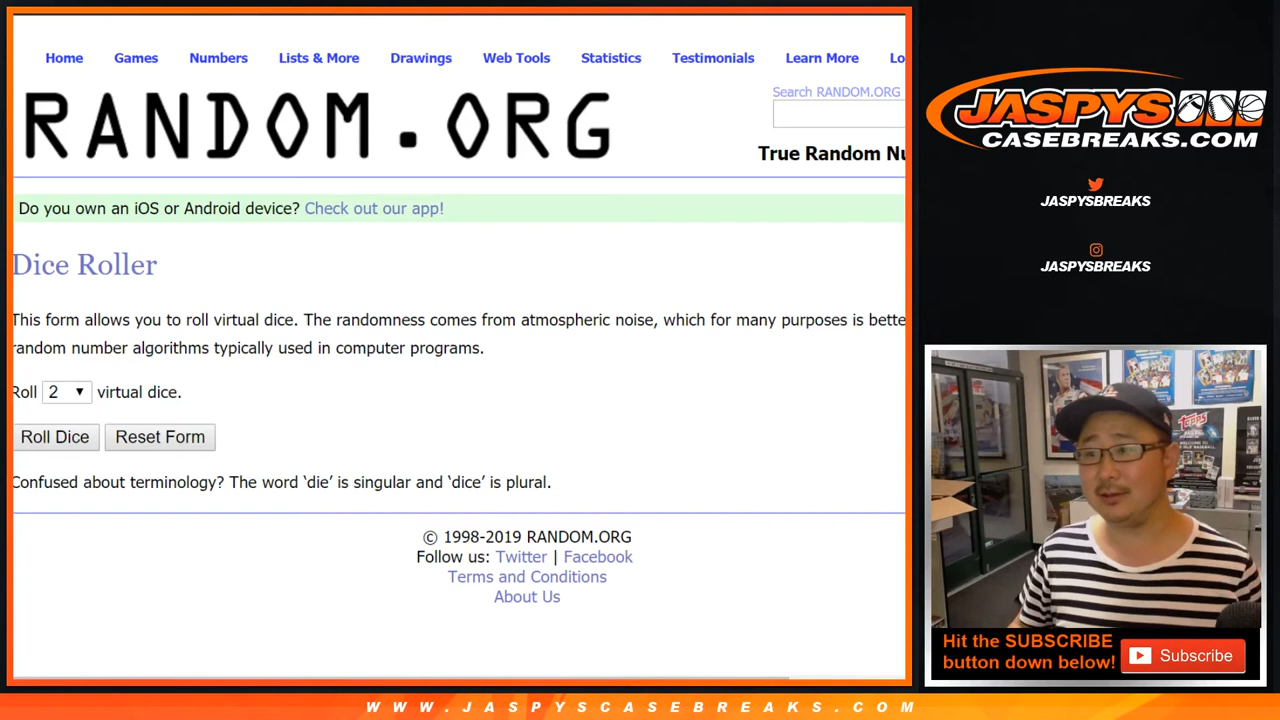 Home Games Numbers Lists & More Drawings Web Tools Statistics Testimonials Learn More Lo
RANDOM.ORG
Search RANDOM.ORG
True Random Nu
Do you own an iOS or Android device? Check out our app!
Dice Roller
This form allows you to roll virtual dice. The randomness comes from atmospheric noise, which for many purposes is bette
random number algorithms typically used in computer programs.
Roll 2 virtual dice.
Roll Dice Reset Form
Confused about terminology? The word ‘die’ is singular and ‘dice’ is plural.
© 1998-2019 RANDOM.ORG
Follow us: Twitter | Facebook
Terms and Conditions
About Us
JASPYS
CASEBREAKS.COM
JASPYSBREAKS
JASPYSBREAKS
Topps
Hit the SUBSCRIBE
button down below!
Subscribe
WWW.JASPYSCASEBREAKS.COM